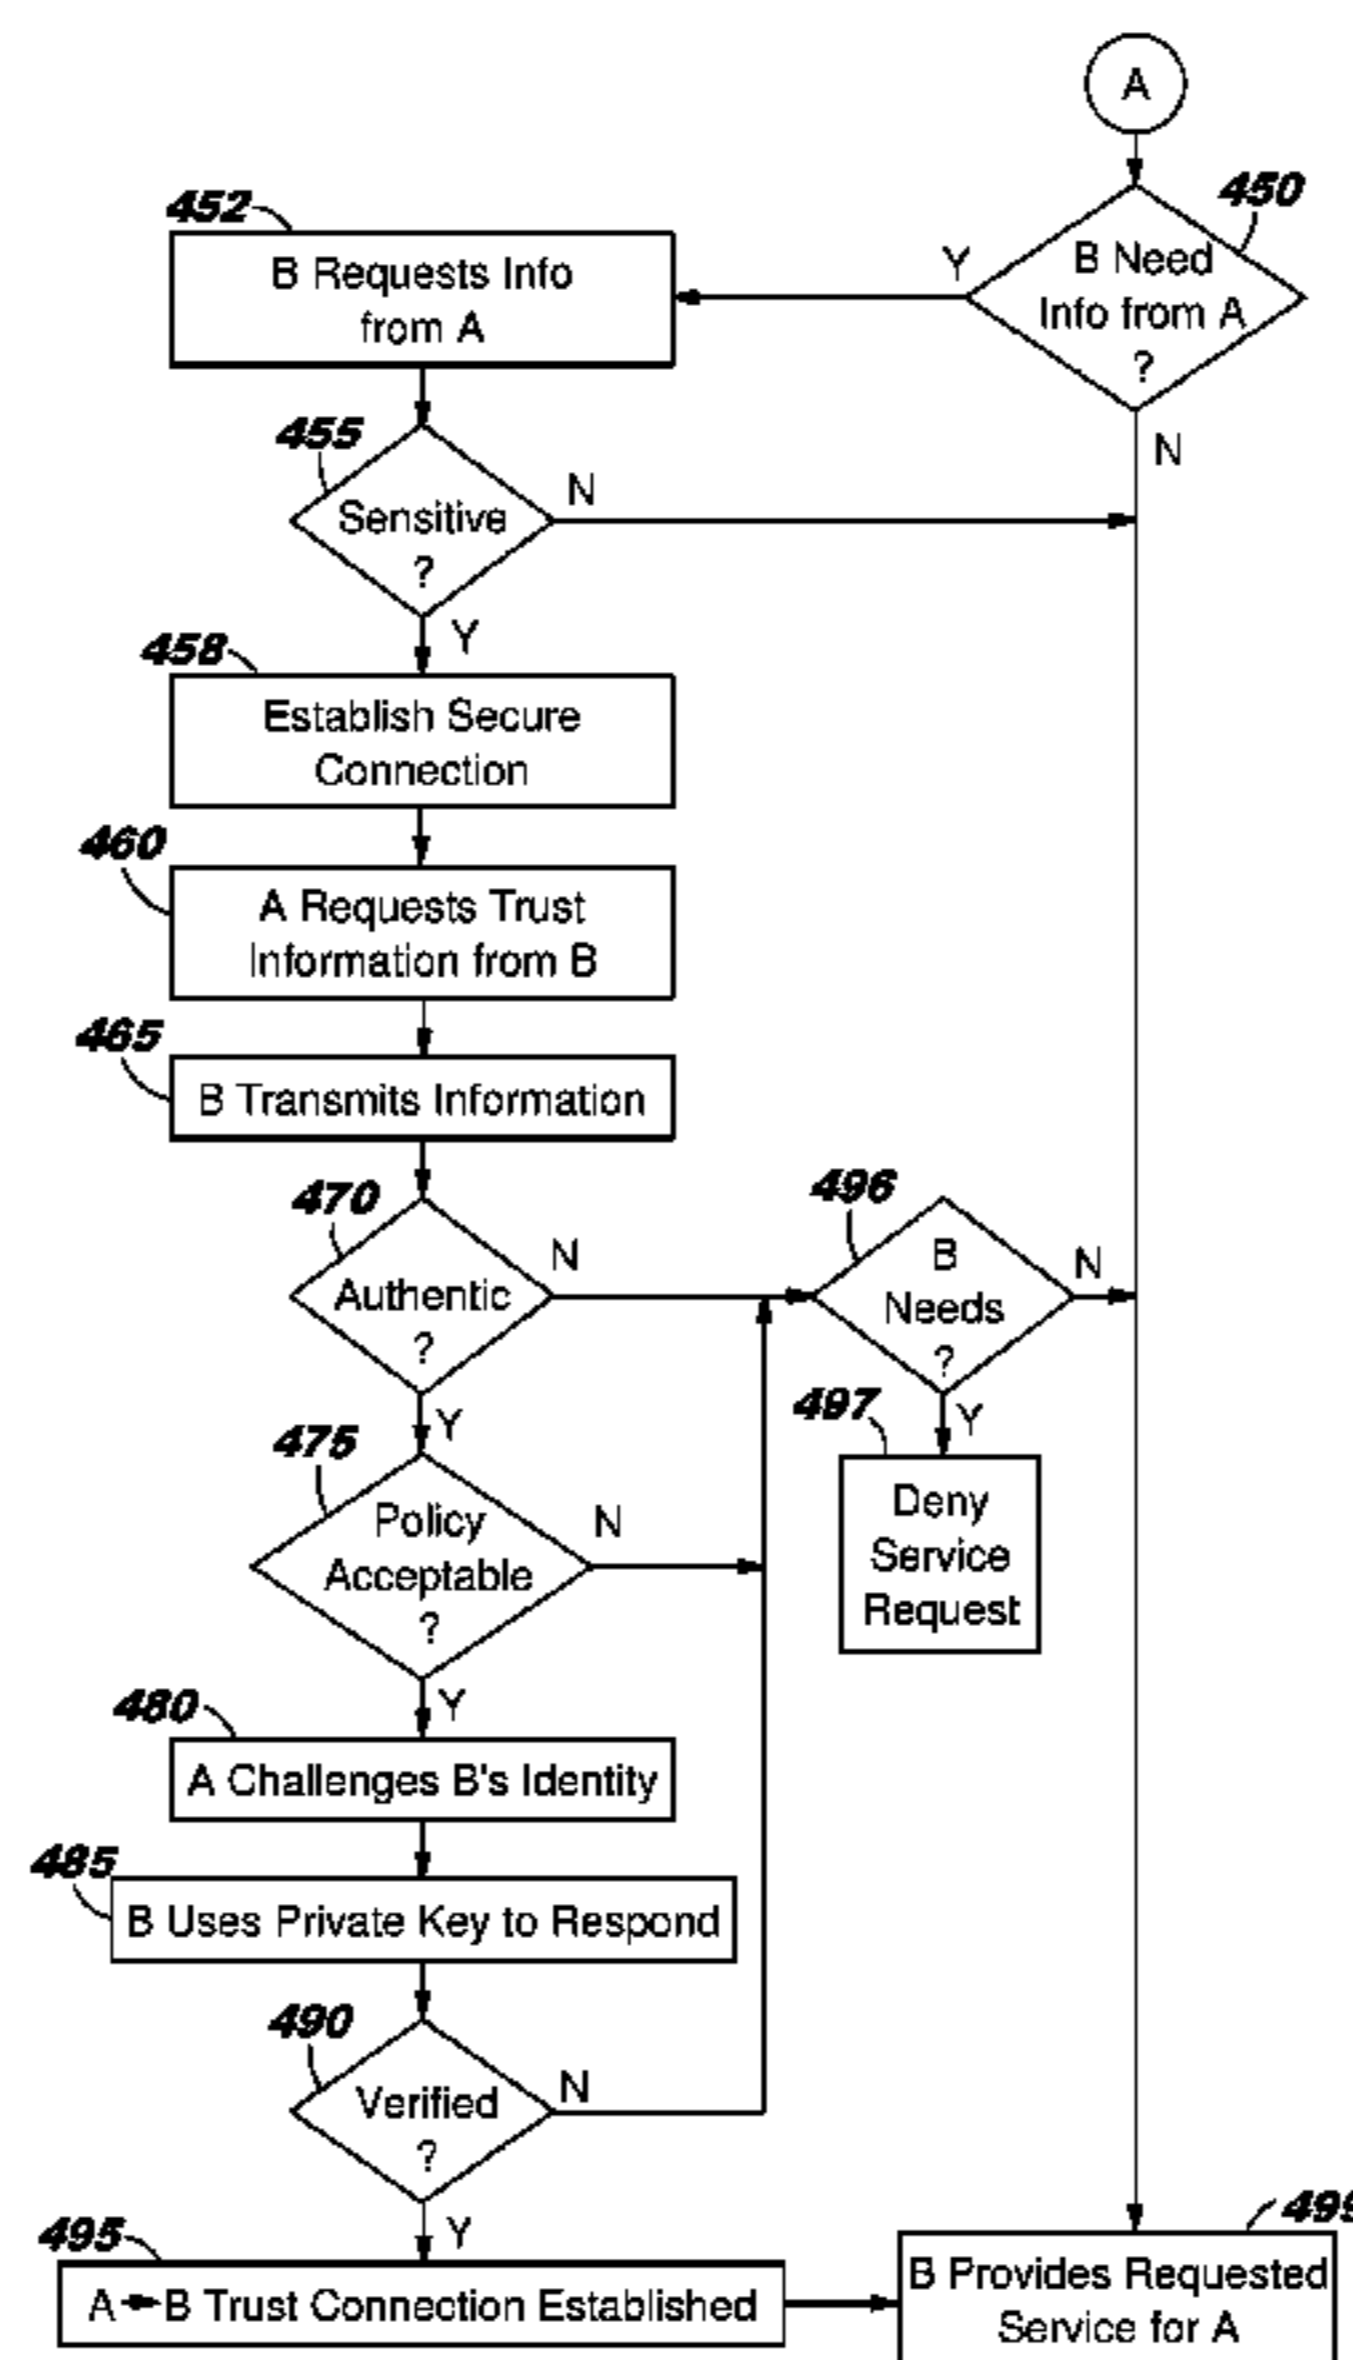 A
450
B Need
Info from A
?
Y
N
452
B Requests Info
from A
455
Sensitive
?
N
Y
458
Establish Secure
Connection
460
A Requests Trust
Information from B
465
B Transmits Information
470
Authentic
?
N
Y
496
B
Needs
?
N
Y
497
Deny
Service
Request
475
Policy
Acceptable
?
N
Y
480
A Challenges B's Identity
485
B Uses Private Key to Respond
490
Verified
?
N
Y
495
A B Trust Connection Established
499
B Provides Requested
Service for A